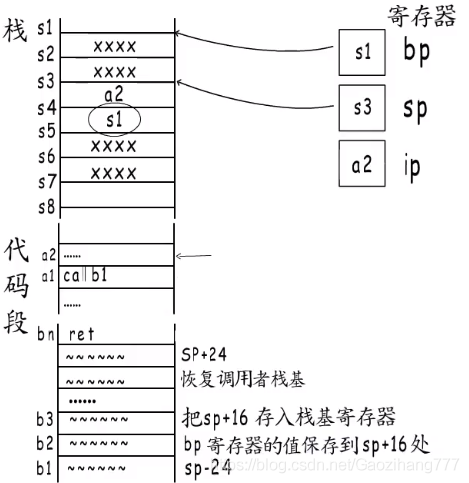 栈
寄存器
s1
s2
s3
s4
s5
s6
s7
s8
xxxx
xxxx
a2
s1
xxxx
xxxx
s1 bp
s3 sp
a2 ip
代码段
a2 ......
a1 call b1
......
bn ret
~~~~~~ SP+24
~~~~~~ 恢复调用者栈基
......
b3 ~~~~~~ 把sp+16 存入栈基寄存器
b2 ~~~~~~ bp 寄存器的值保存到sp+16处
b1 ~~~~~~ sp-24
https://blog.csdn.net/Gaozihang777